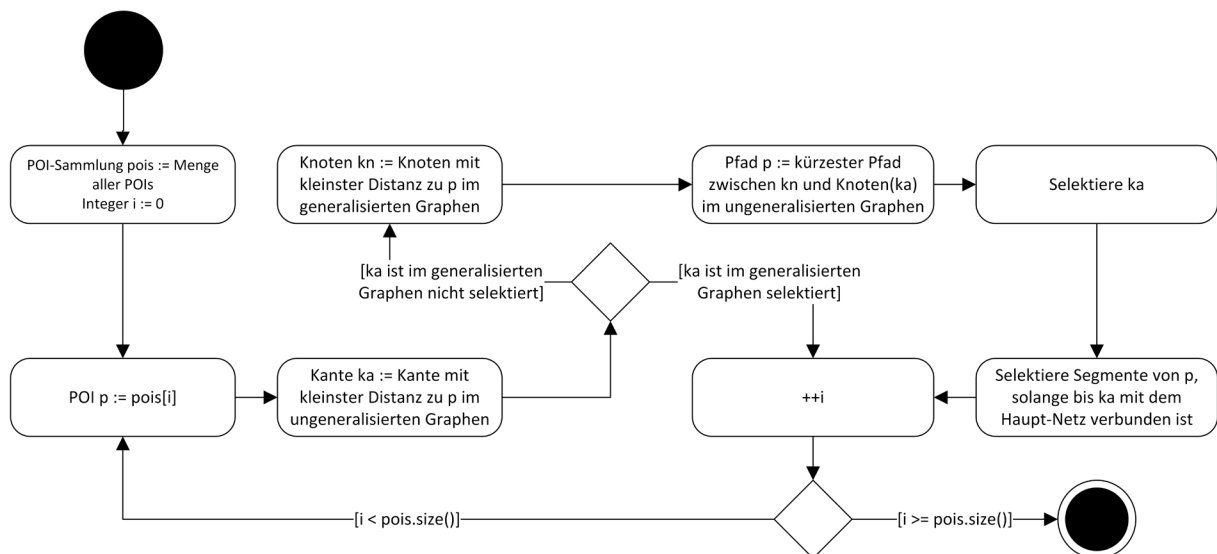 POI-Sammlung pois := Menge
aller POIs
Integer i := 0
Knoten kn := Knoten mit
kleinster Distanz zu p im
generalisierten Graphen
Pfad p := kürzester Pfad
zwischen kn und Knoten(ka)
im ungeneralisierten Graphen
Selektiere ka
[ka ist im generalisierten
Graphen nicht selektiert]
[ka ist im generalisierten
Graphen selektiert]
POI p := pois[i]
Kante ka := Kante mit
kleinster Distanz zu p im
ungeneralisierten Graphen
++i
Selektiere Segmente von p,
solange bis ka mit dem
Haupt-Netz verbunden ist
[i < pois.size()]
[i >= pois.size()]